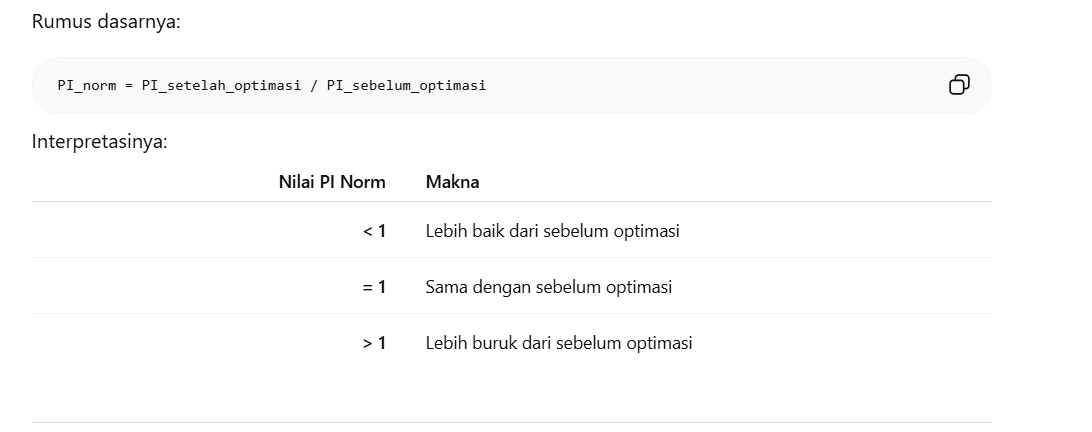 Rumus dasarnya:
PI_norm = PI_setelah_optimasi / PI_sebelum_optimasi
Interpretasinya:
Nilai PI Norm Makna
< 1 Lebih baik dari sebelum optimasi
= 1 Sama dengan sebelum optimasi
> 1 Lebih buruk dari sebelum optimasi